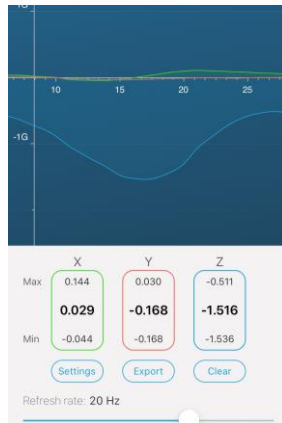 1G
10 15 20 25
-1G
X Y Z
Max 0.144 0.030 -0.511
0.029 -0.168 -1.516
Min -0.044 -0.168 -1.536
Settings Export Clear
Refresh rate: 20 Hz